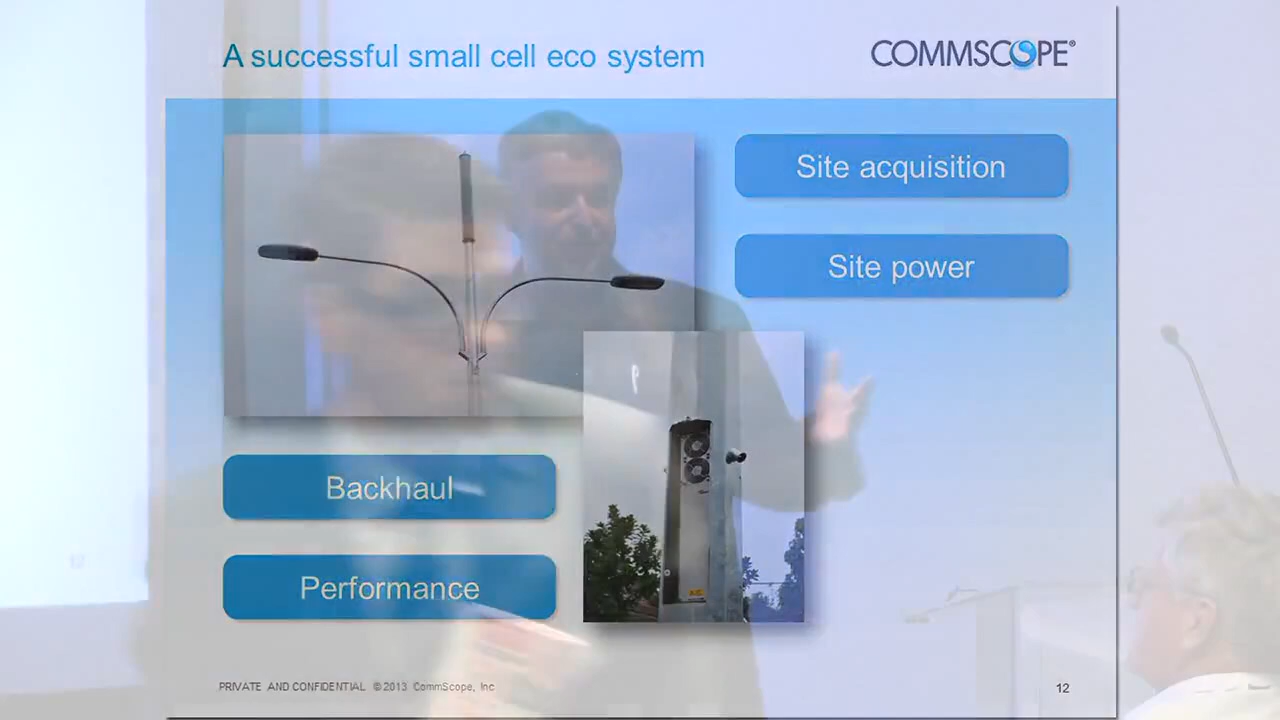 A successful small cell eco system
COMMSCOPE®
Site acquisition
Site power
Backhaul
Performance
PRIVATE AND CONFIDENTIAL © 2013 CommScope, Inc
12